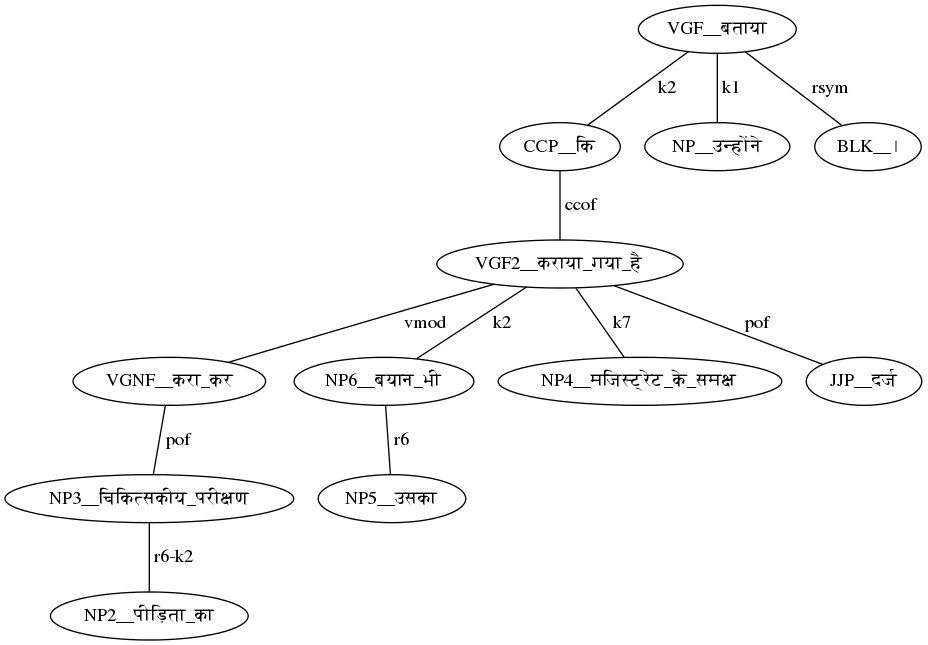 VGF__बताया
k2 k1 rsym
CCP__कि NP__उन्होंने BLK__।
ccof
VGF2__कराया_गया_है
vmod k2 k7 pof
VGNF__करा_कर NP6__बयान_भी NP4__मजिस्ट्रेट_के_समक्ष JJP__दर्ज
pof r6
NP3__चिकित्सकीय_परीक्षण NP5__उसका
r6-k2
NP2__पीड़िता_का